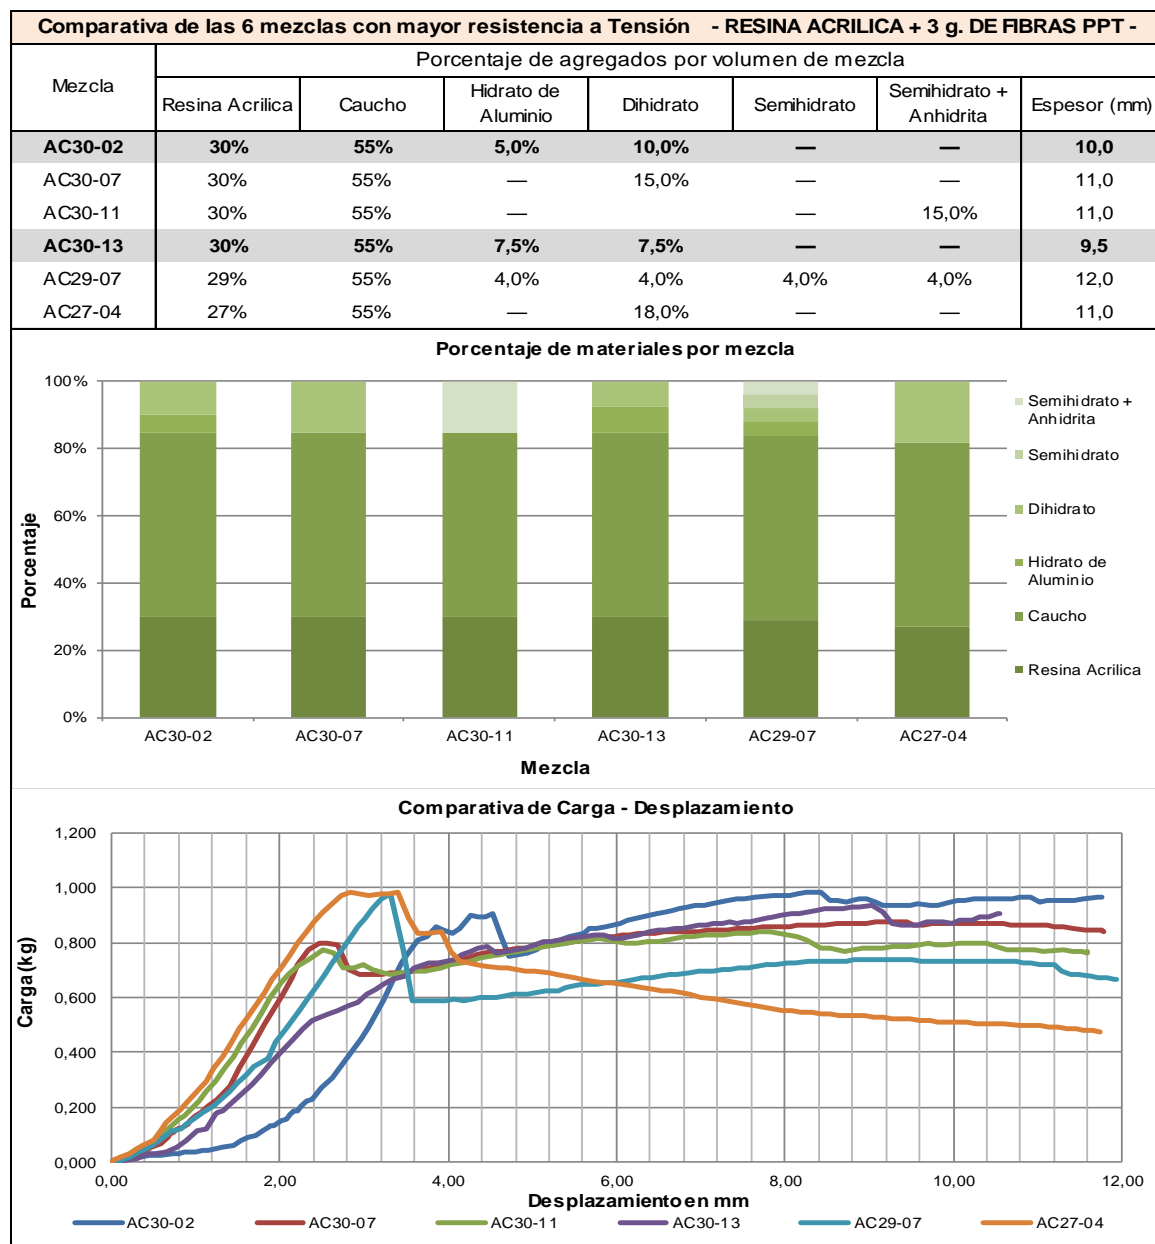 Comparativa de las 6 mezclas con mayor resistencia a Tensión - RESINA ACRILICA + 3 g. DE FIBRAS PPT -
Mezcla
Porcentaje de agregados por volumen de mezcla
Resina Acrilica Caucho Hidrato de Aluminio Dihidrato Semihidrato Semihidrato + Anhidrita Espesor (mm)
AC30-02 30% 55% 5,0% 10,0% — — 10,0
AC30-07 30% 55% — 15,0% — — 11,0
AC30-11 30% 55% — — 15,0% 11,0
AC30-13 30% 55% 7,5% 7,5% — — 9,5
AC29-07 29% 55% 4,0% 4,0% 4,0% 4,0% 12,0
AC27-04 27% 55% — 18,0% — — 11,0
Porcentaje de materiales por mezcla
Porcentaje
100%
80%
60%
40%
20%
0%
AC30-02 AC30-07 AC30-11 AC30-13 AC29-07 AC27-04
Mezcla
Semihidrato +
Anhidrita
Semihidrato
Dihidrato
Hidrato de
Aluminio
Caucho
Resina Acrilica
Comparativa de Carga - Desplazamiento
Carga (kg)
1,200
1,000
0,800
0,600
0,400
0,200
0,000
0,00 2,00 4,00 6,00 8,00 10,00 12,00
Desplazamiento en mm
AC30-02 AC30-07 AC30-11 AC30-13 AC29-07 AC27-04